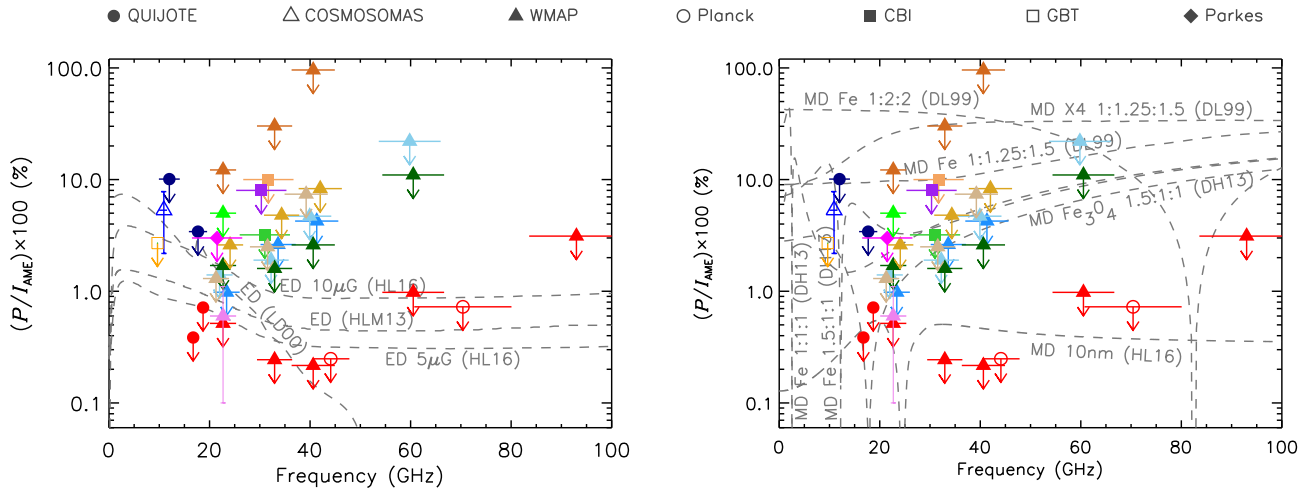 QUIJOTE COSMOSOMAS WMAP Planck CBI GBT Parkes
100.0
10.0
1.0
0.1
(P/I_AME)×100 (%)
ED 10μG (HL16)
ED (HLM13)
ED (LD00)
ED 5μG (HL16)
0 20 40 60 80 100
Frequency (GHz)
100.0
10.0
1.0
0.1
(P/I_AME)×100 (%)
MD Fe 1:2:2 (DL99)
MD X4 1:1.25:1.5 (DL99)
MD Fe 1:1.25:1.5 (DL99)
MD Fe₃O₄ 1.5:1:1 (DH13)
MD Fe 1:1:1 (DH13)
MD Fe 1.5:1:1
MD 10nm (HL16)
0 20 40 60 80 100
Frequency (GHz)